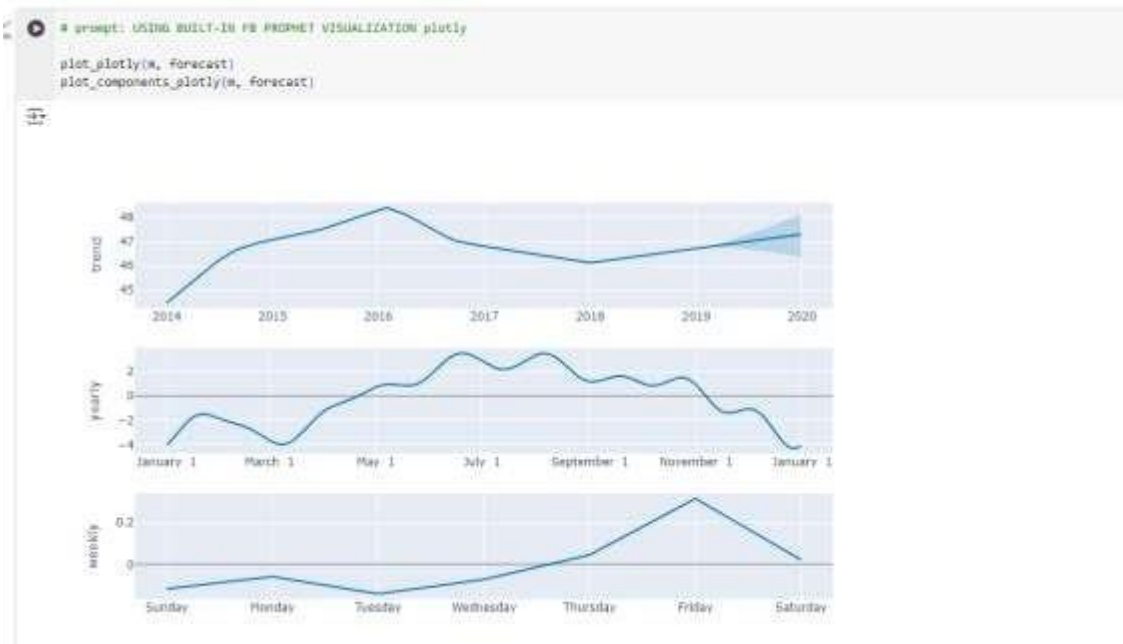 # prompt: USING BUILT-IN FB PROPHET VISUALIZATION plotly
plot_plotly(m, forecast)
plot_components_plotly(m, forecast)
48
47
46
45
trend
2014 2015 2016 2017 2018 2019 2020
2
0
−2
−4
yearly
January 1 March 1 May 1 July 1 September 1 November 1 January 1
0.2
0
weekly
Sunday Monday Tuesday Wednesday Thursday Friday Saturday